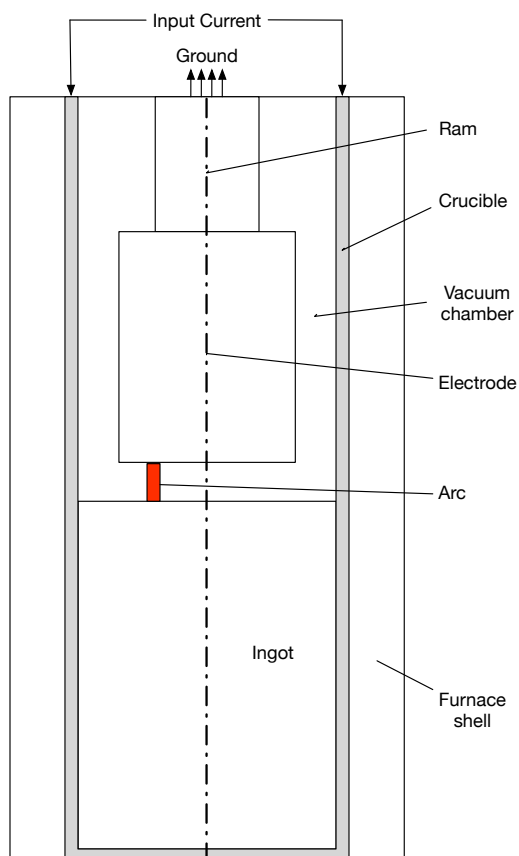 Input Current
Ground
Ram
Crucible
Vacuum
chamber
Electrode
Arc
Ingot
Furnace
shell